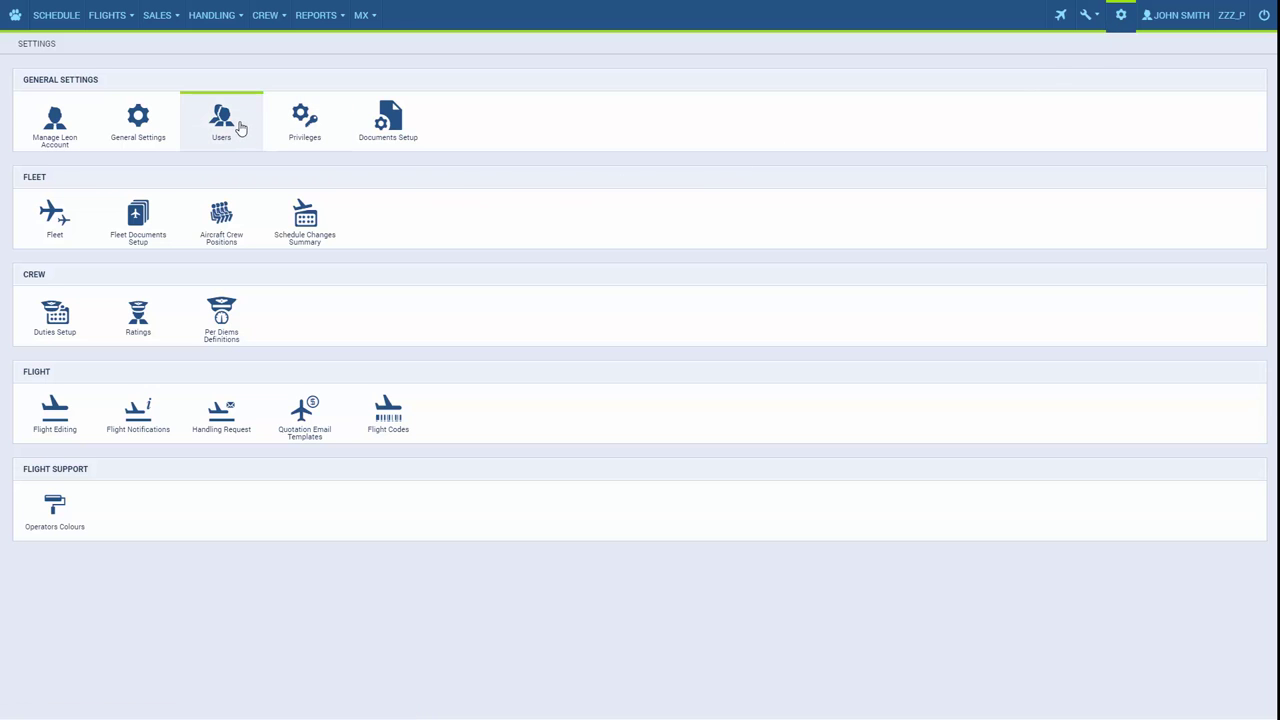 SCHEDULE FLIGHTS SALES HANDLING CREW REPORTS MX JOHN SMITH ZZZ_P
SETTINGS
GENERAL SETTINGS
Manage Leon
Account
General Settings
Users
Privileges
Documents Setup
FLEET
Fleet
Fleet Documents
Setup
Aircraft Crew
Positions
Schedule Changes
Summary
CREW
Duties Setup
Ratings
Per Diems
Definitions
FLIGHT
Flight Editing
Flight Notifications
Handling Request
Quotation Email
Templates
Flight Codes
FLIGHT SUPPORT
Operators Colours